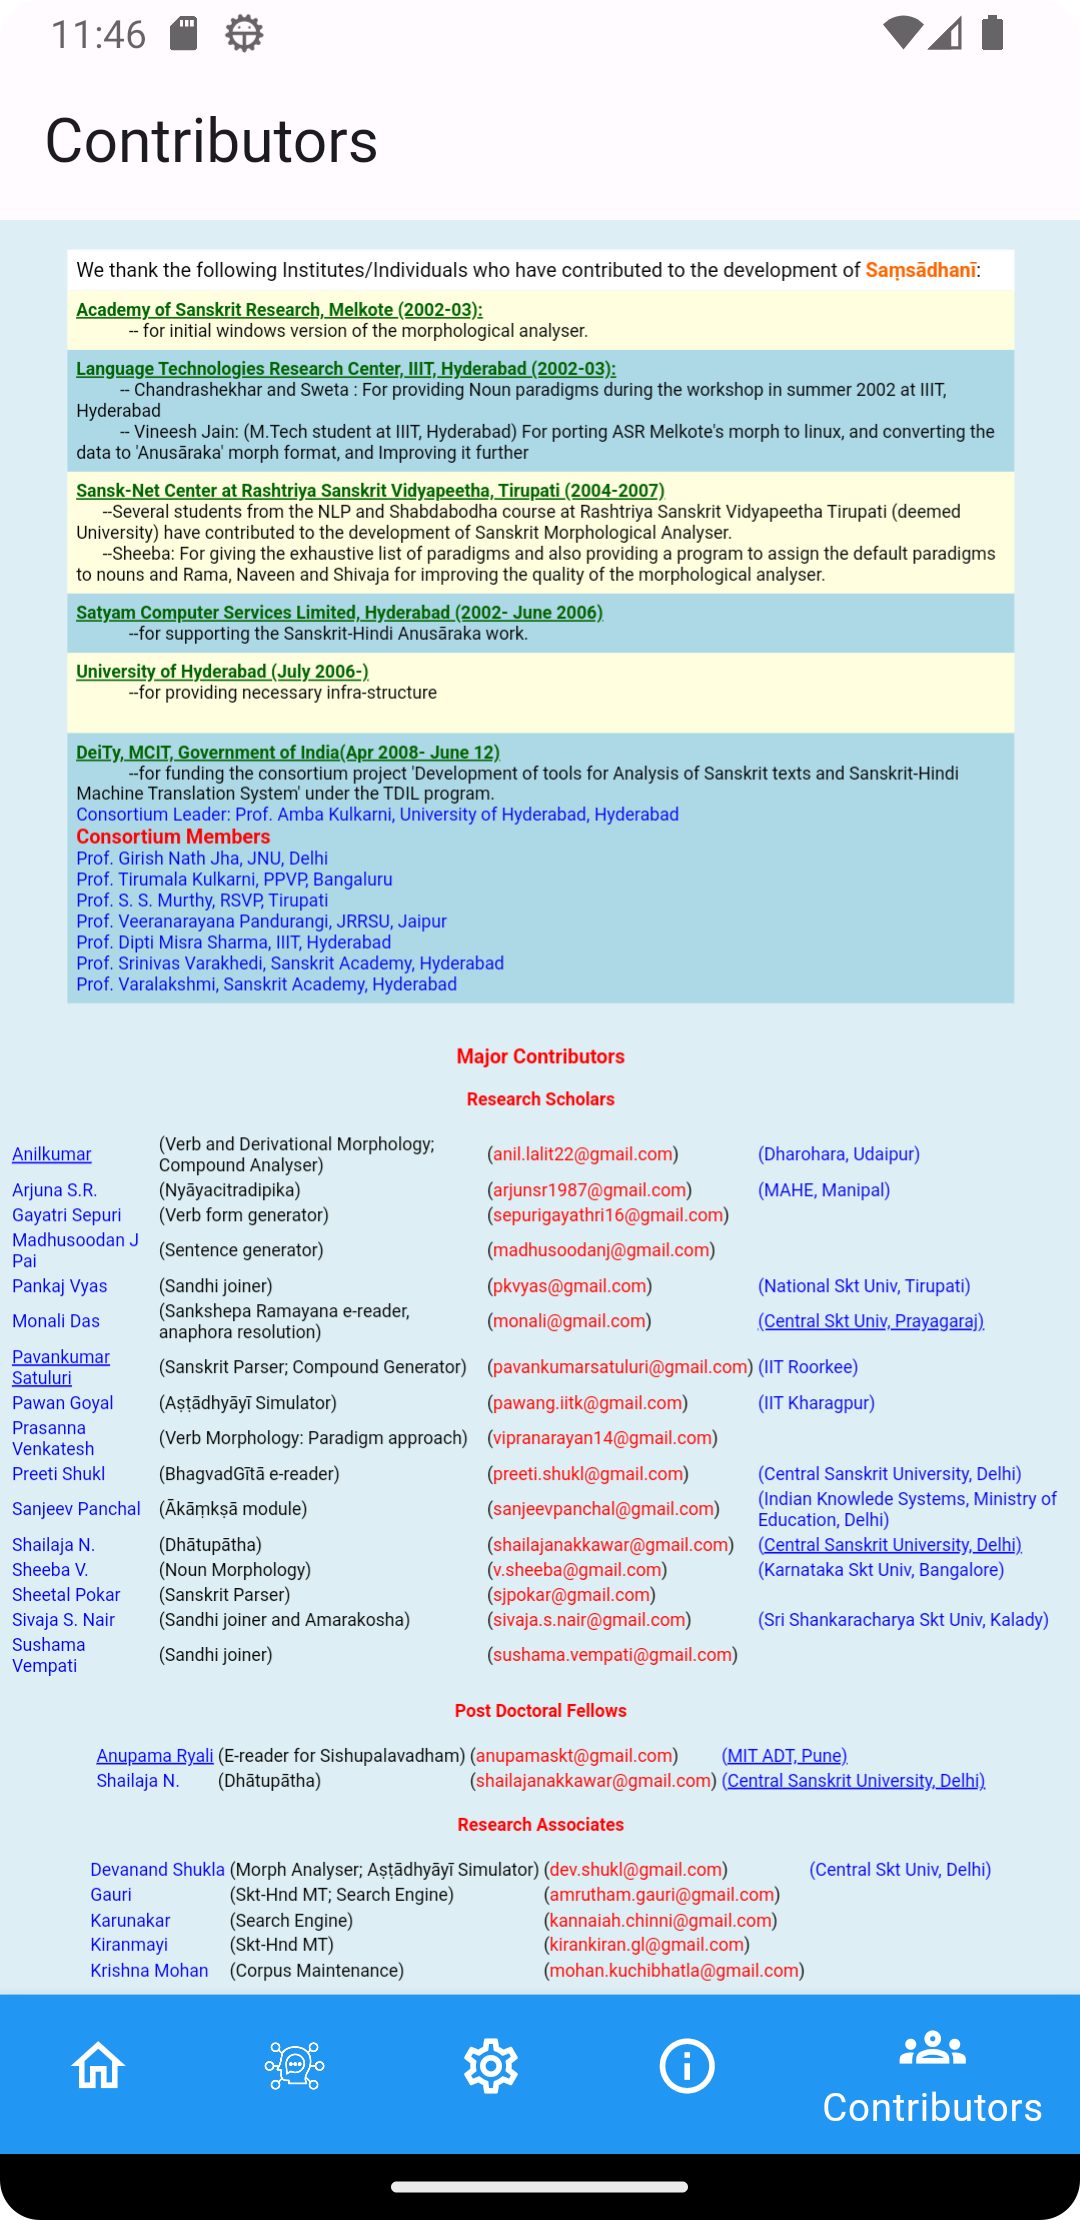 11:46
Contributors
We thank the following Institutes/Individuals who have contributed to the development of Saṃsādhanī:
Academy of Sanskrit Research, Melkote (2002-03):
-- for initial windows version of the morphological analyser.
Language Technologies Research Center, IIIT, Hyderabad (2002-03):
-- Chandrashekhar and Sweta : For providing Noun paradigms during the workshop in summer 2002 at IIIT,
Hyderabad
-- Vineesh Jain: (M.Tech student at IIIT, Hyderabad) For porting ASR Melkote's morph to linux, and converting the
data to 'Anusāraka' morph format, and Improving it further
Sansk-Net Center at Rashtriya Sanskrit Vidyapeetha, Tirupati (2004-2007)
--Several students from the NLP and Shabdabodha course at Rashtriya Sanskrit Vidyapeetha Tirupati (deemed
University) have contributed to the development of Sanskrit Morphological Analyser.
--Sheeba: For giving the exhaustive list of paradigms and also providing a program to assign the default paradigms
to nouns and Rama, Naveen and Shivaja for improving the quality of the morphological analyser.
Satyam Computer Services Limited, Hyderabad (2002- June 2006)
--for supporting the Sanskrit-Hindi Anusāraka work.
University of Hyderabad (July 2006-)
--for providing necessary infra-structure
DeiTy, MCIT, Government of India(Apr 2008- June 12)
--for funding the consortium project 'Development of tools for Analysis of Sanskrit texts and Sanskrit-Hindi
Machine Translation System' under the TDIL program.
Consortium Leader: Prof. Amba Kulkarni, University of Hyderabad, Hyderabad
Consortium Members
Prof. Girish Nath Jha, JNU, Delhi
Prof. Tirumala Kulkarni, PPVP, Bangaluru
Prof. S. S. Murthy, RSVP, Tirupati
Prof. Veeranarayana Pandurangi, JRRSU, Jaipur
Prof. Dipti Misra Sharma, IIIT, Hyderabad
Prof. Srinivas Varakhedi, Sanskrit Academy, Hyderabad
Prof. Varalakshmi, Sanskrit Academy, Hyderabad
Major Contributors
Research Scholars
Anilkumar (Verb and Derivational Morphology; Compound Analyser) (anil.lalit22@gmail.com) (Dharohara, Udaipur)
Arjuna S.R. (Nyāyacitradipika) (arjunsr1987@gmail.com) (MAHE, Manipal)
Gayatri Sepuri (Verb form generator) (sepurigayathri16@gmail.com)
Madhusoodan J Pai (Sentence generator) (madhusoodanj@gmail.com)
Pankaj Vyas (Sandhi joiner) (pkvyas@gmail.com) (National Skt Univ, Tirupati)
Monali Das (Sankshepa Ramayana e-reader, anaphora resolution) (monali@gmail.com) (Central Skt Univ, Prayagaraj)
Pavankumar Satuluri (Sanskrit Parser; Compound Generator) (pavankumarsatuluri@gmail.com) (IIT Roorkee)
Pawan Goyal (Aṣṭādhyāyī Simulator) (pawang.iitk@gmail.com) (IIT Kharagpur)
Prasanna Venkatesh (Verb Morphology: Paradigm approach) (vipranarayan14@gmail.com)
Preeti Shukl (BhagvadGītā e-reader) (preeti.shukl@gmail.com) (Central Sanskrit University, Delhi)
Sanjeev Panchal (Ākāṃkṣā module) (sanjeevpanchal@gmail.com) (Indian Knowlede Systems, Ministry of Education, Delhi)
Shailaja N. (Dhātupātha) (shailajanakkawar@gmail.com) (Central Sanskrit University, Delhi)
Sheeba V. (Noun Morphology) (v.sheeba@gmail.com) (Karnataka Skt Univ, Bangalore)
Sheetal Pokar (Sanskrit Parser) (sjpokar@gmail.com)
Sivaja S. Nair (Sandhi joiner and Amarakosha) (sivaja.s.nair@gmail.com) (Sri Shankaracharya Skt Univ, Kalady)
Sushama Vempati (Sandhi joiner) (sushama.vempati@gmail.com)
Post Doctoral Fellows
Anupama Ryali (E-reader for Sishupalavadham) (anupamaskt@gmail.com) (MIT ADT, Pune)
Shailaja N. (Dhātupātha) (shailajanakkawar@gmail.com) (Central Sanskrit University, Delhi)
Research Associates
Devanand Shukla (Morph Analyser; Aṣṭādhyāyī Simulator) (dev.shukl@gmail.com) (Central Skt Univ, Delhi)
Gauri (Skt-Hnd MT; Search Engine) (amrutham.gauri@gmail.com)
Karunakar (Search Engine) (kannaiah.chinni@gmail.com)
Kiranmayi (Skt-Hnd MT) (kirankiran.gl@gmail.com)
Krishna Mohan (Corpus Maintenance) (mohan.kuchibhatla@gmail.com)
Contributors